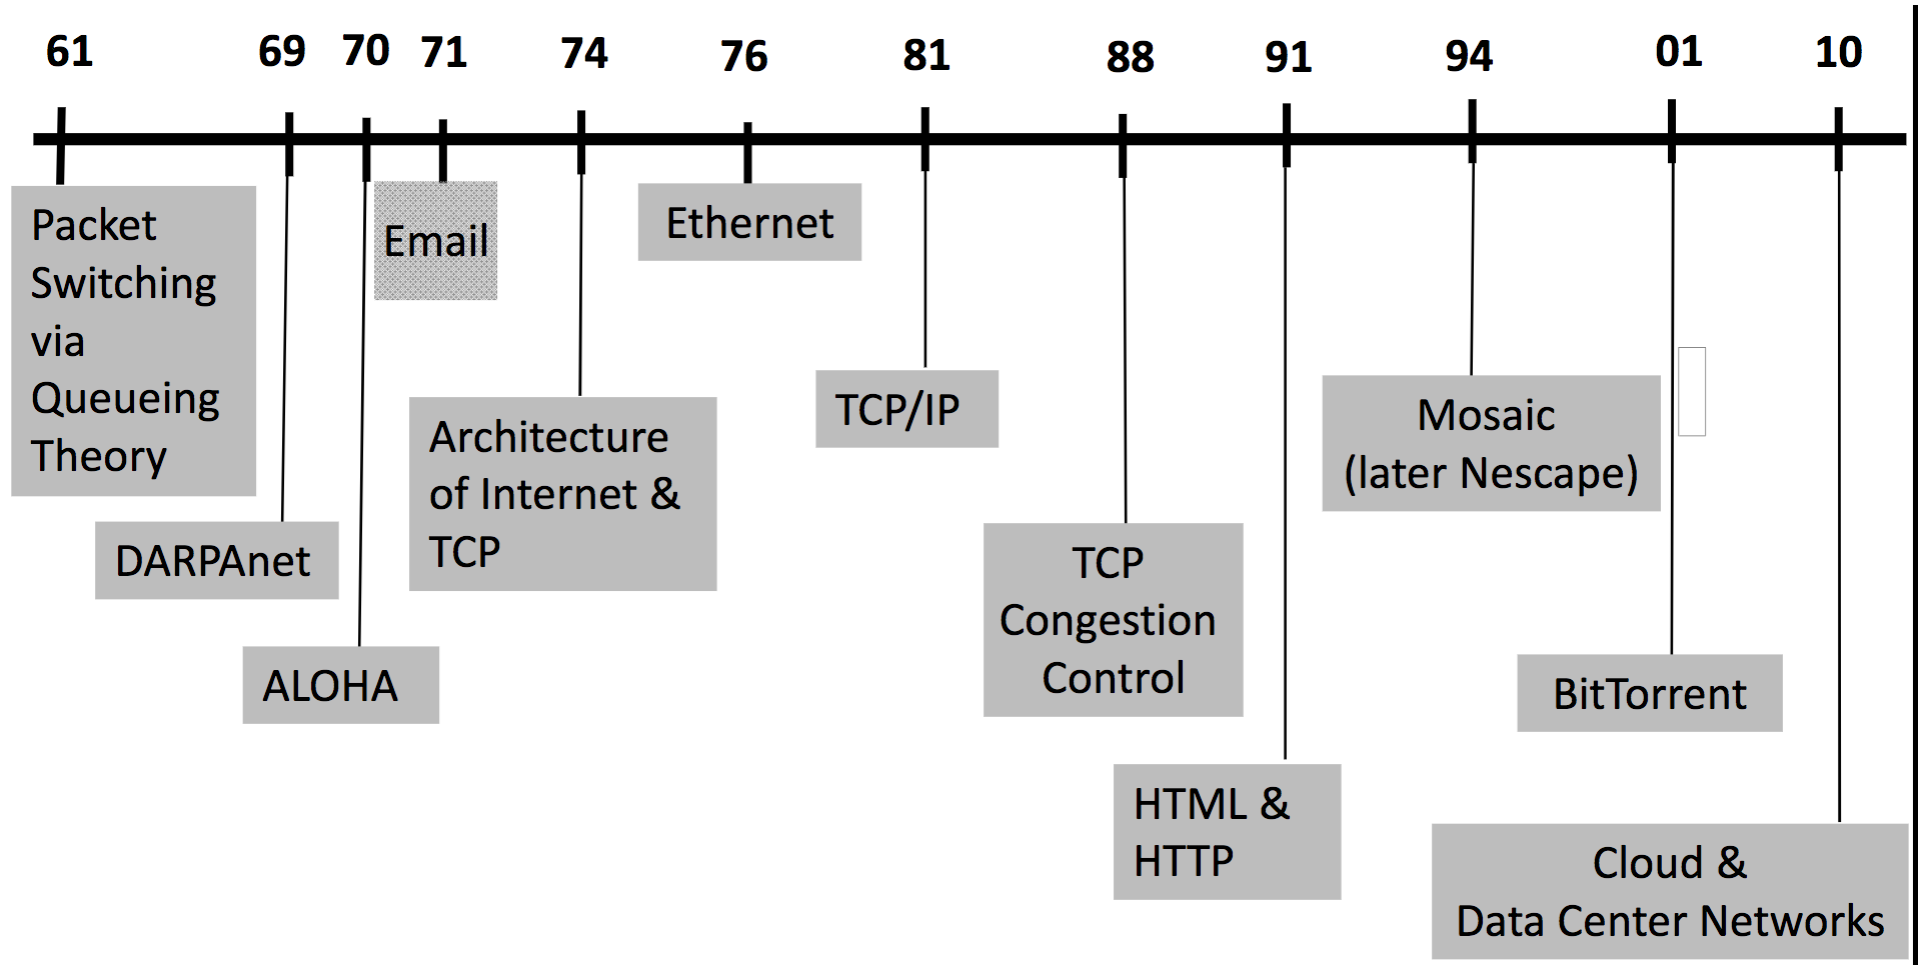 61 69 70 71 74 76 81 88 91 94 01 10
Packet
Switching
via
Queueing
Theory
DARPAnet
ALOHA
Email
Architecture
of Internet &
TCP
Ethernet
TCP/IP
TCP
Congestion
Control
HTML &
HTTP
Mosaic
(later Nescape)
BitTorrent
Cloud &
Data Center Networks